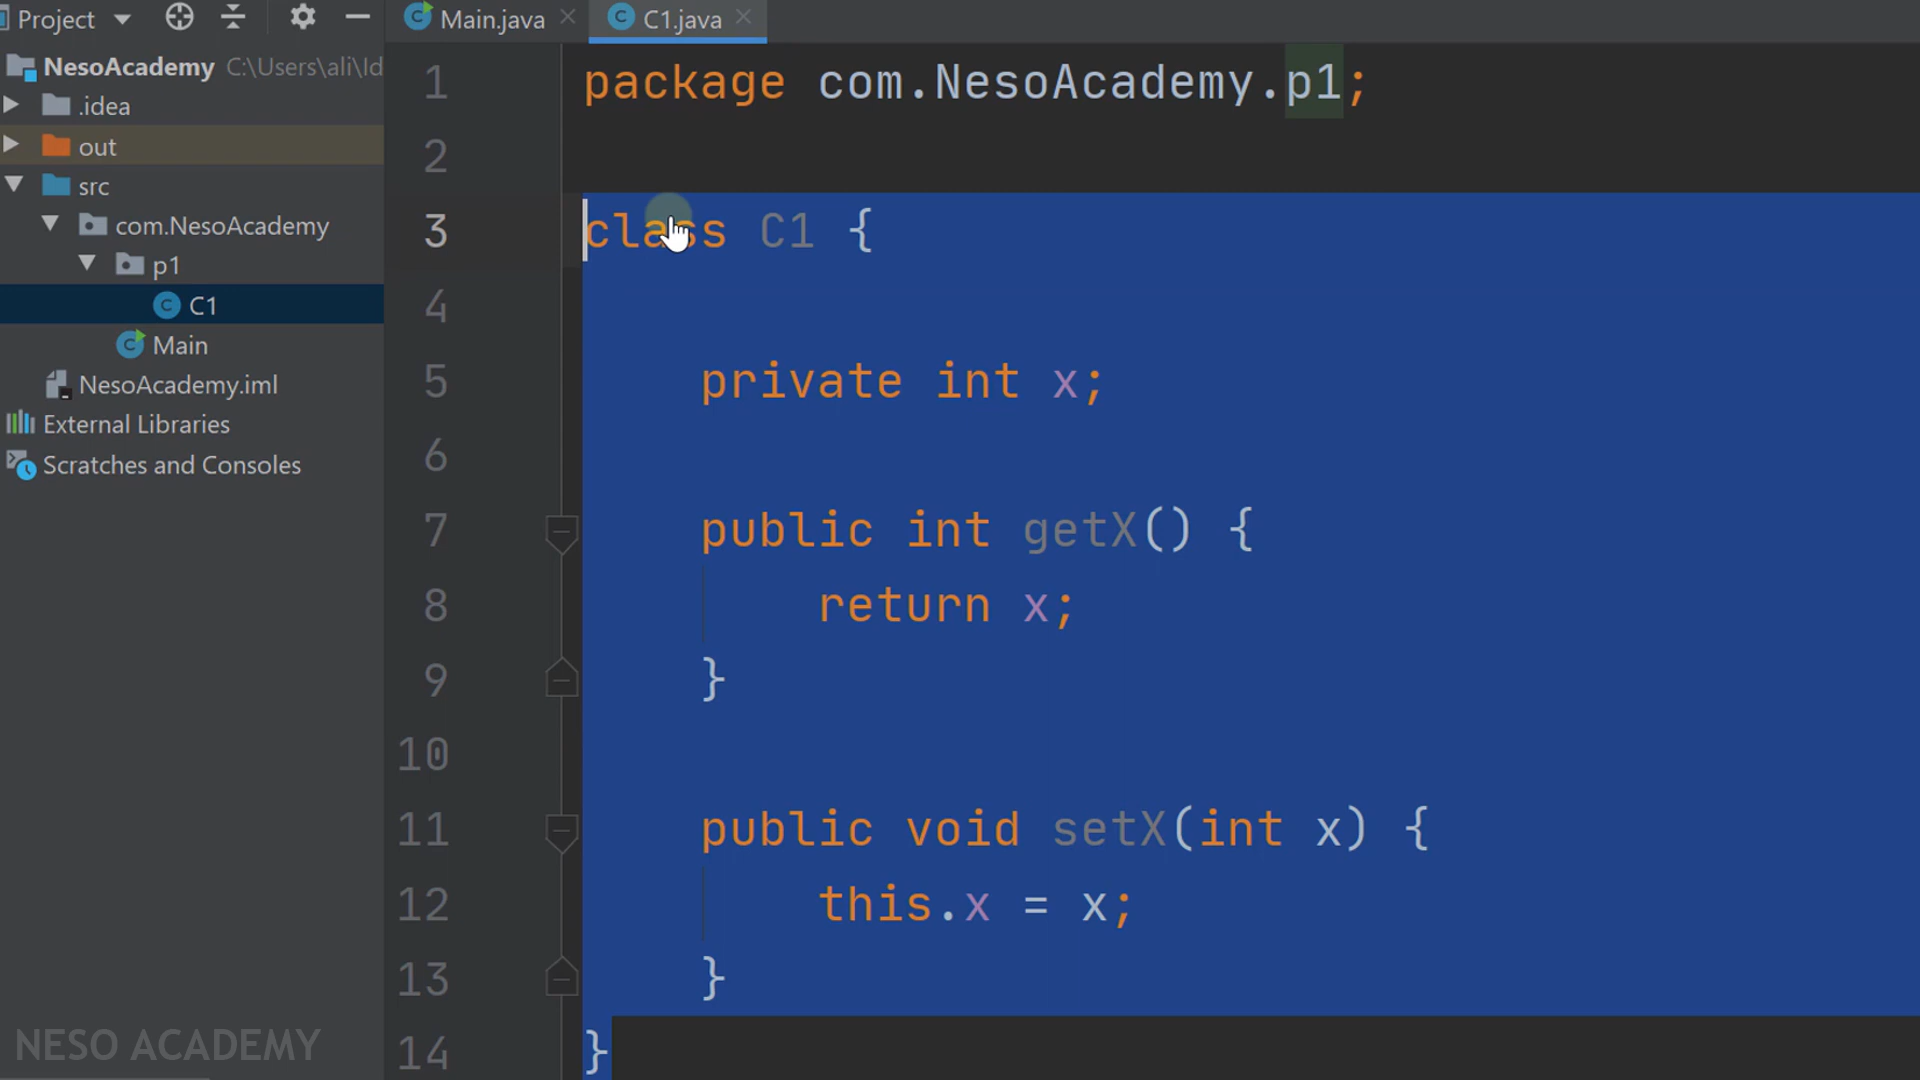 Project
Main.java
C1.java
NesoAcademy C:\Users\ali\Id
.idea
out
src
com.NesoAcademy
p1
C1
Main
NesoAcademy.iml
External Libraries
Scratches and Consoles
NESO ACADEMY
1 package com.NesoAcademy.p1;
2
3 class C1 {
4
5 private int x;
6
7 public int getX() {
8 return x;
9 }
10
11 public void setX(int x) {
12 this.x = x;
13 }
14 }